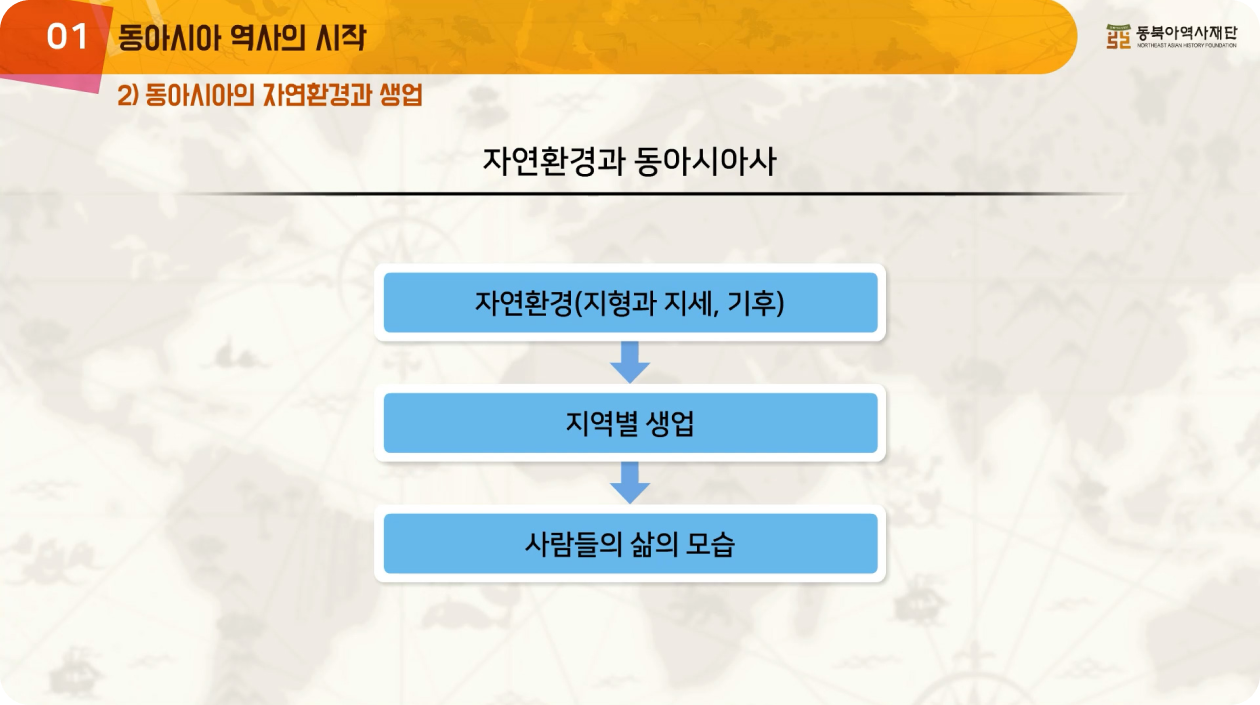 01 동아시아 역사의 시작
동북아역사재단
NORTHEAST ASIAN HISTORY FOUNDATION
2) 동아시아의 자연환경과 생업
자연환경과 동아시아사
자연환경(지형과 지세, 기후)
지역별 생업
사람들의 삶의 모습